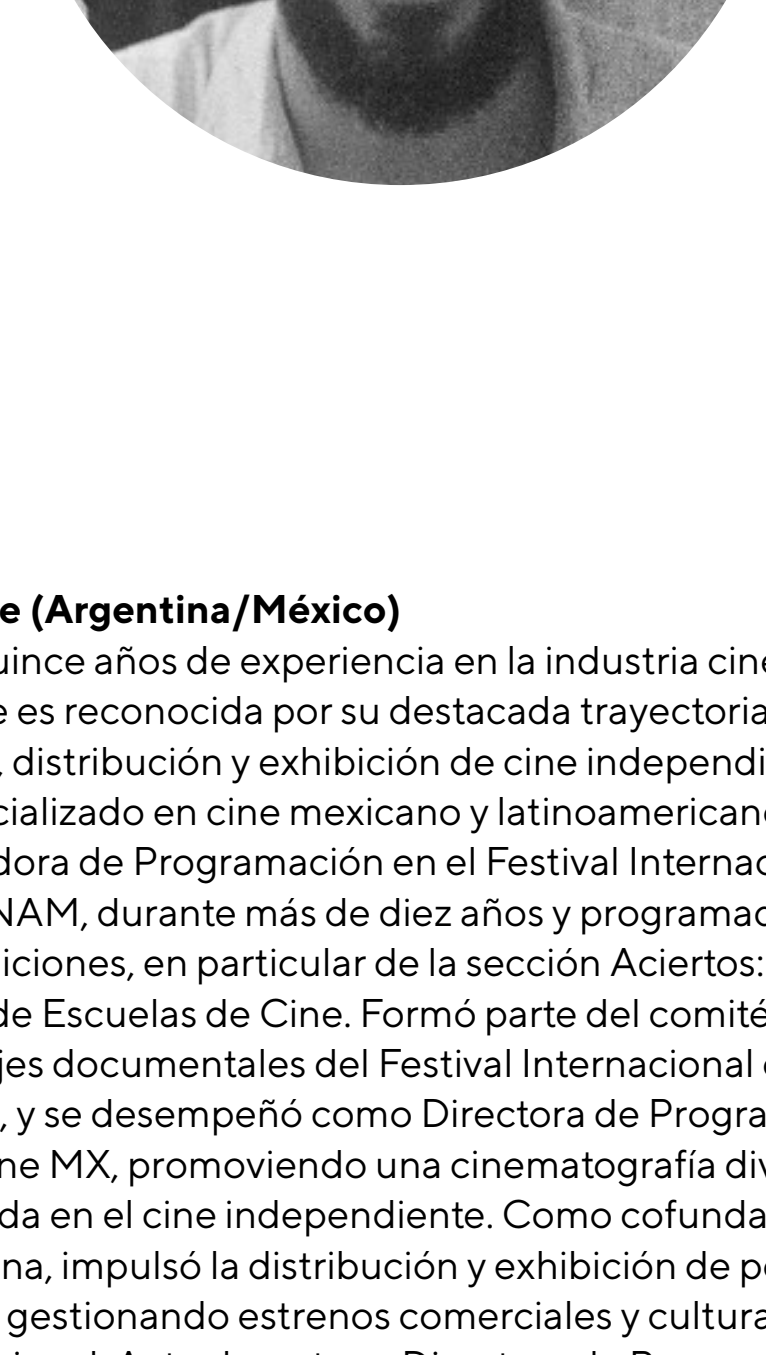 e (Argentina/México)
uince años de experiencia en la industria cine
e es reconocida por su destacada trayectoria
, distribución y exhibición de cine independi
cializado en cine mexicano y latinoamericano
dora de Programación en el Festival Internac
NAM, durante más de diez años y programac
iciones, en particular de la sección Aciertos:
de Escuelas de Cine. Formó parte del comité
jes documentales del Festival Internacional
, y se desempeñó como Directora de Progra
ne MX, promoviendo una cinematografía div
da en el cine independiente. Como cofunda
na, impulsó la distribución y exhibición de pe
gestionando estrenos comerciales y cultura